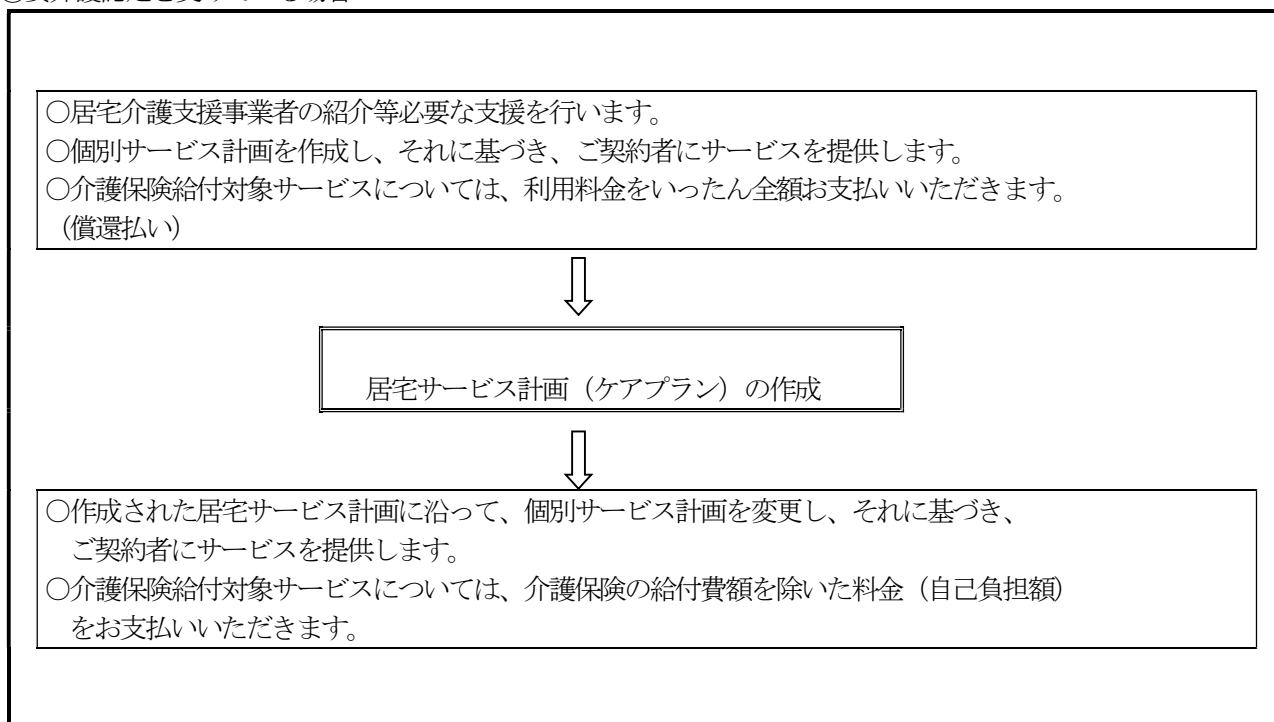 ○居宅介護支援事業者の紹介等必要な支援を行います。
○個別サービス計画を作成し、それに基づき、ご契約者にサービスを提供します。
○介護保険給付対象サービスについては、利用料金をいったん全額お支払いいただきます。
（償還払い）
居宅サービス計画（ケアプラン）の作成
○作成された居宅サービス計画に沿って、個別サービス計画を変更し、それに基づき、
ご契約者にサービスを提供します。
○介護保険給付対象サービスについては、介護保険の給付費額を除いた料金（自己負担額）
をお支払いいただきます。